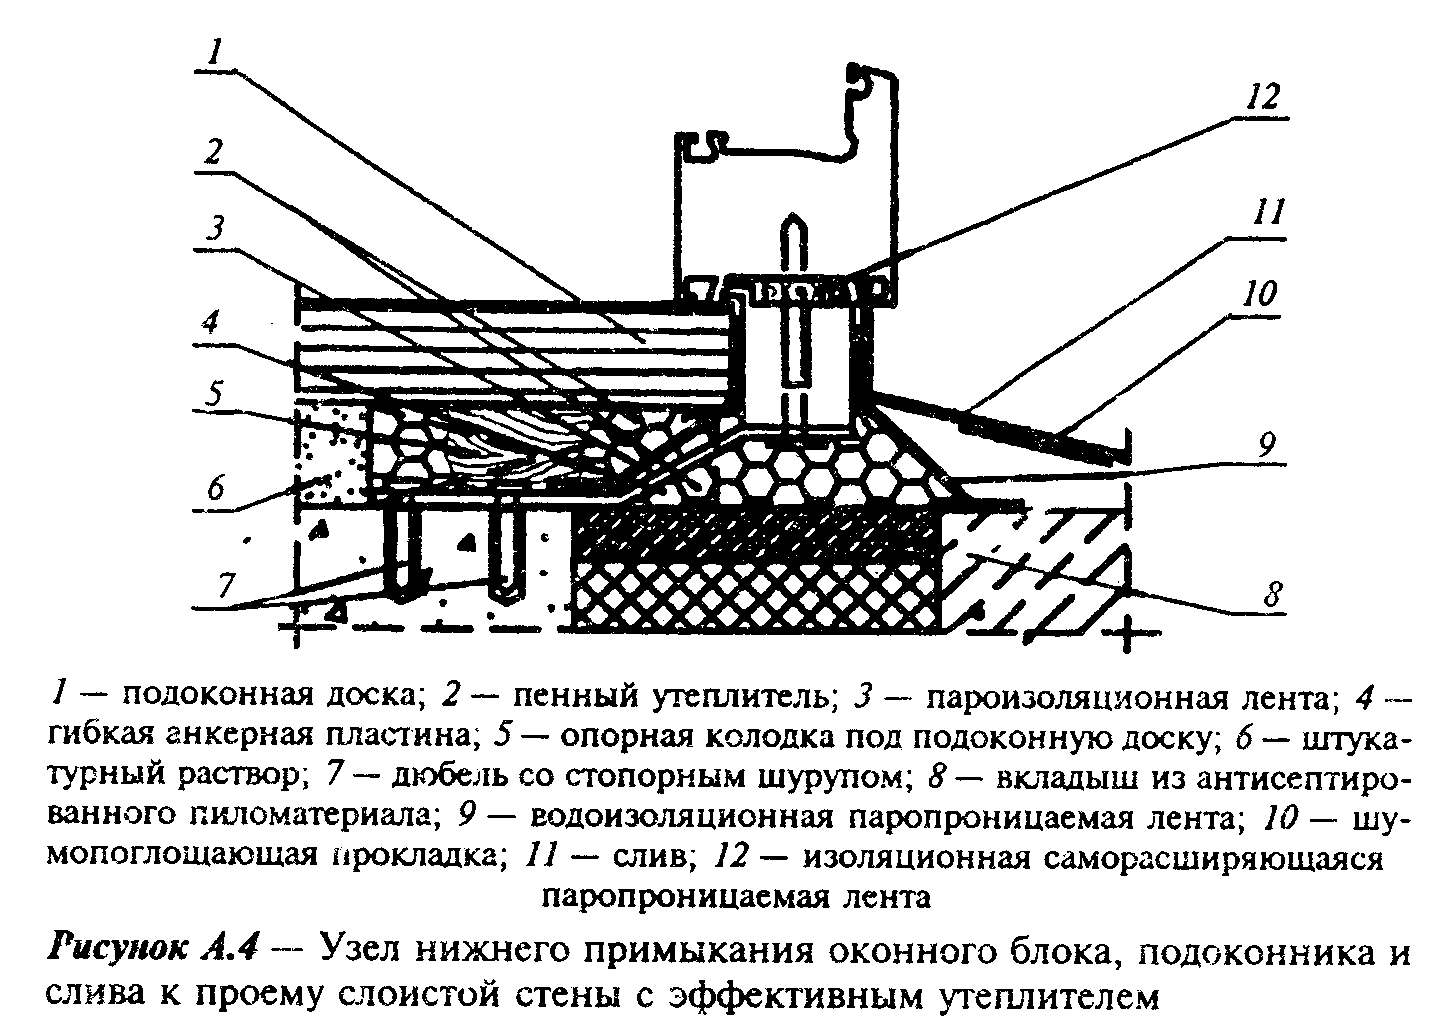 1
2
3
4
5
6
7
12
11
10
9
8
1 — подоконная доска; 2 — пенный утеплитель; 3 — пароизоляционная лента; 4 —
гибкая анкерная пластина; 5 — опорная колодка под подоконную доску; 6 — штука-
турный раствор; 7 — дюбель со стопорным шурупом; 8 — вкладыш из антисептиро-
ванного пиломатериала; 9 — водоизоляционная паропроницаемая лента; 10 — шу-
мопоглощающая прокладка; 11 — слив; 12 — изоляционная саморасширяющаяся
паропроницаемая лента
Рисунок А.4 — Узел нижнего примыкания оконного блока, подоконника и
слива к проему слоистой стены с эффективным утеплителем